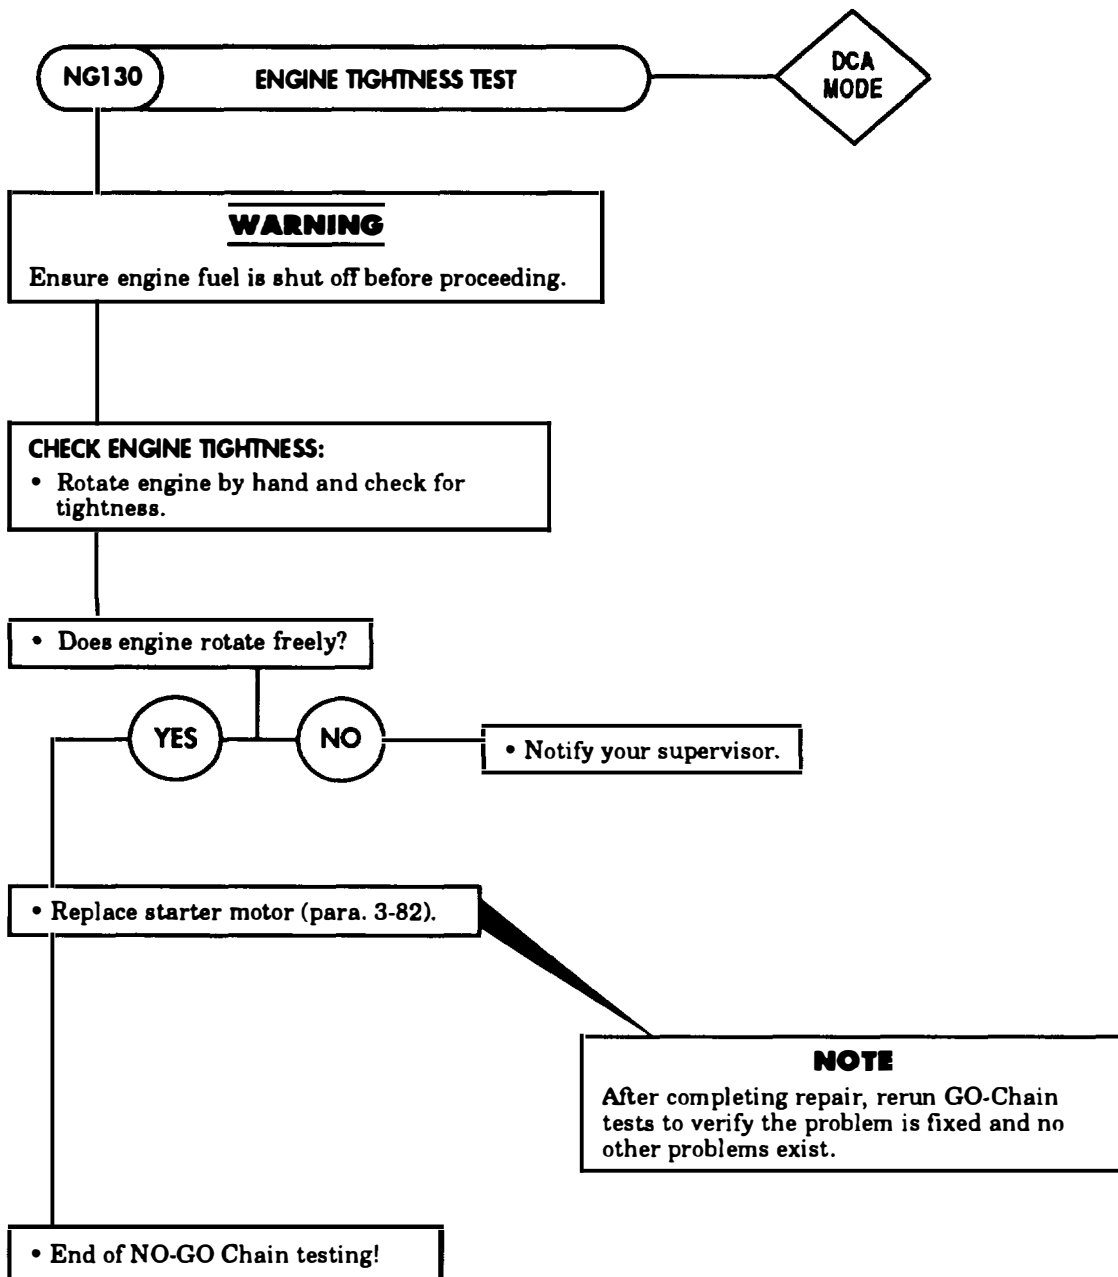 NG130
ENGINE TIGHTNESS TEST
DCA
MODE
WARNING
Ensure engine fuel is shut off before proceeding.
CHECK ENGINE TIGHTNESS:
• Rotate engine by hand and check for
tightness.
• Does engine rotate freely?
YES
NO
• Notify your supervisor.
• Replace starter motor (para. 3-82).
NOTE
After completing repair, rerun GO-Chain
tests to verify the problem is fixed and no
other problems exist.
• End of NO-GO Chain testing!